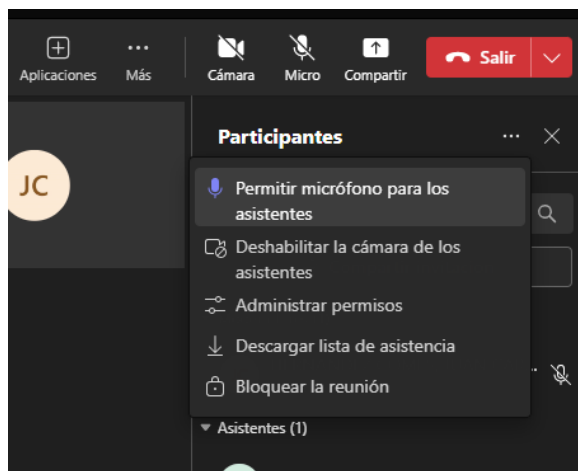 Aplicaciones Más Cámara Micro Compartir Salir
Participantes ...
JC
Permitir micrófono para los
asistentes
Deshabilitar la cámara de los
asistentes
Administrar permisos
Descargar lista de asistencia
Bloquear la reunión
Asistentes (1)